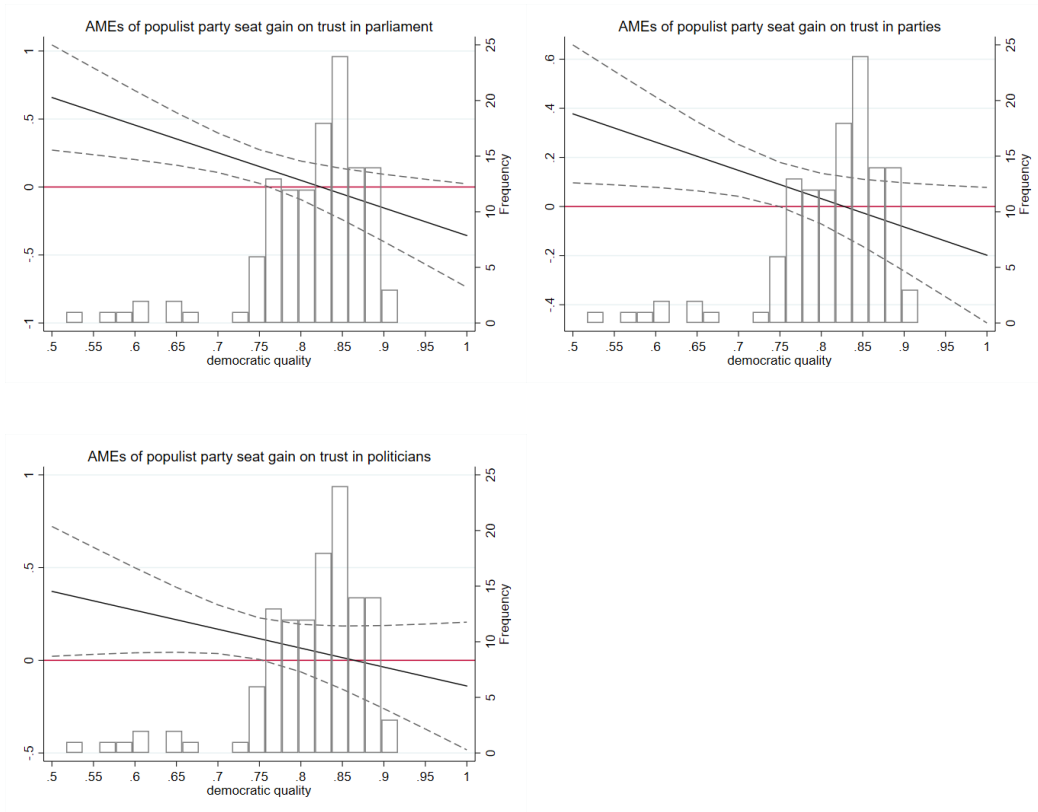 AMEs of populist party seat gain on trust in parliament
1
.5
0
-.5
-1
25
20
15
10
5
0
Frequency
.5 .55 .6 .65 .7 .75 .8 .85 .9 .95 1
democratic quality
AMEs of populist party seat gain on trust in parties
.6
.4
.2
0
-.2
-.4
25
20
15
10
5
0
Frequency
.5 .55 .6 .65 .7 .75 .8 .85 .9 .95 1
democratic quality
AMEs of populist party seat gain on trust in politicians
1
.5
0
-.5
25
20
15
10
5
0
Frequency
.5 .55 .6 .65 .7 .75 .8 .85 .9 .95 1
democratic quality